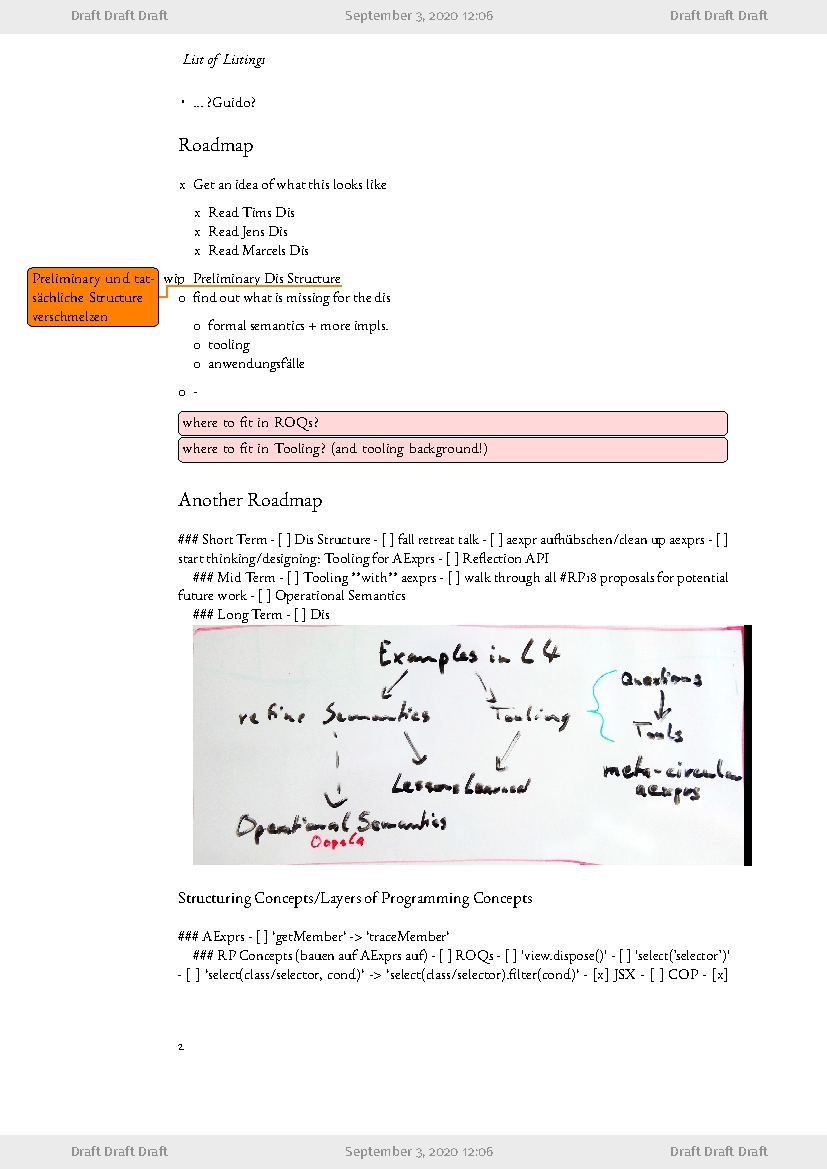 Draft Draft Draft September 3, 2020 12:06 Draft Draft Draft
List of Listings
• ... ?Guido?
Roadmap
x Get an idea of what this looks like
x Read Tims Dis
x Read Jens Dis
x Read Marcels Dis
Preliminary und tat-
sächliche Structure
verschmelzen
wip Preliminary Dis Structure
o find out what is missing for the dis
o formal semantics + more impls.
o tooling
o anwendungsfälle
o -
where to fit in ROQs?
where to fit in Tooling? (and tooling background!)
Another Roadmap
### Short Term - [ ] Dis Structure - [ ] fall retreat talk - [ ] aexpr aufhübschen/clean up aexprs - [ ]
start thinking/designing: Tooling for AExprs - [ ] Reflection API
### Mid Term - [ ] Tooling **with** aexprs - [ ] walk through all #RP18 proposals for potential
future work - [ ] Operational Semantics
### Long Term - [ ] Dis
Examples in L4
refine Semantics
Tooling
Questions
Tools
meta-circular
aexprs
Lessons Learned
Operational Semantics
Oopsla
Structuring Concepts/Layers of Programming Concepts
### AExprs - [ ] ‘getMember‘ -> ‘traceMember‘
### RP Concepts (bauen auf AExprs auf) - [ ] ROQs - [ ] 'view.dispose()' - [ ] 'select('selector')'
- [ ] ‘select(class/selector, cond)‘ -> ‘select(class/selector).filter(cond)‘ - [x] JSX - [ ] COP - [x]
2
Draft Draft Draft September 3, 2020 12:06 Draft Draft Draft